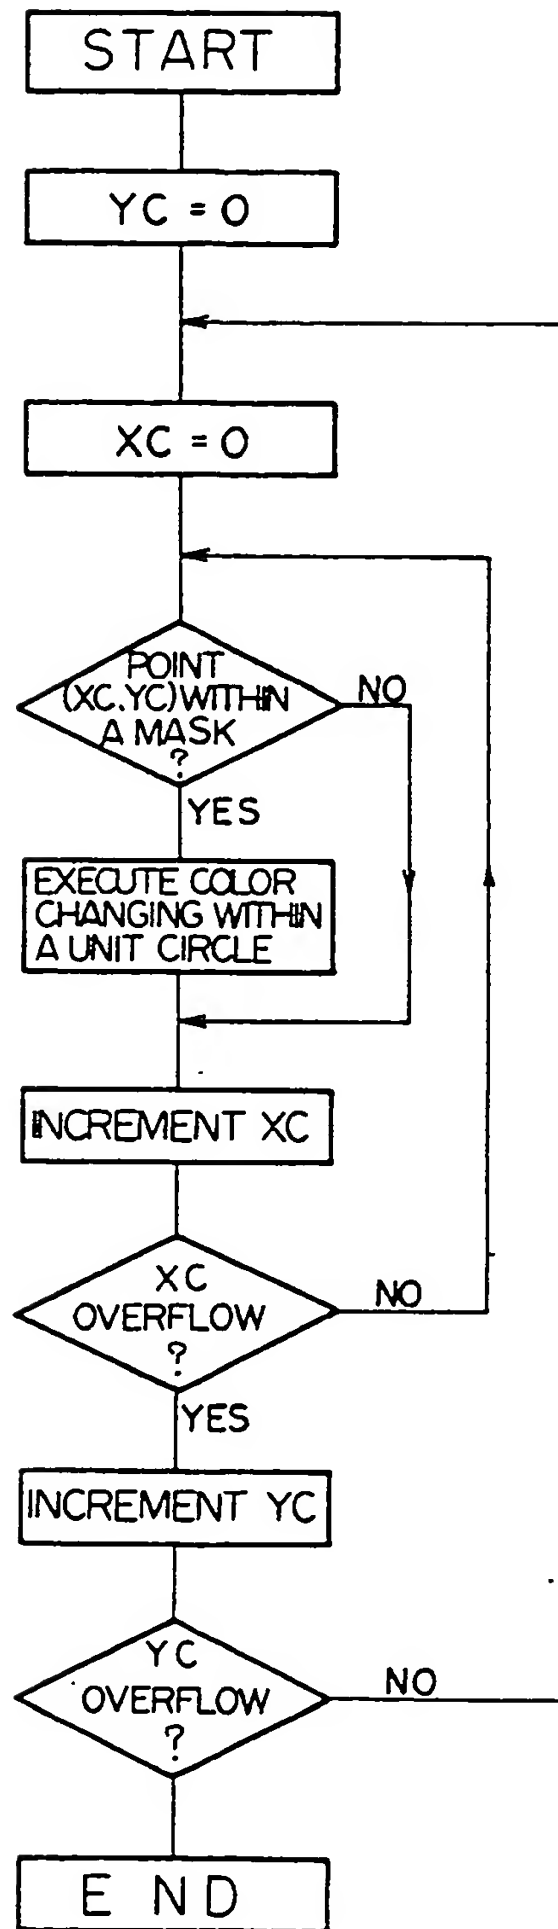 START
YC = 0
XC = 0
POINT
(XC.YC) WITHIN
A MASK
?
NO
YES
EXECUTE COLOR
CHANGING WITHIN
A UNIT CIRCLE
INCREMENT XC
XC
OVERFLOW
?
NO
YES
INCREMENT YC
YC
OVERFLOW
?
NO
END